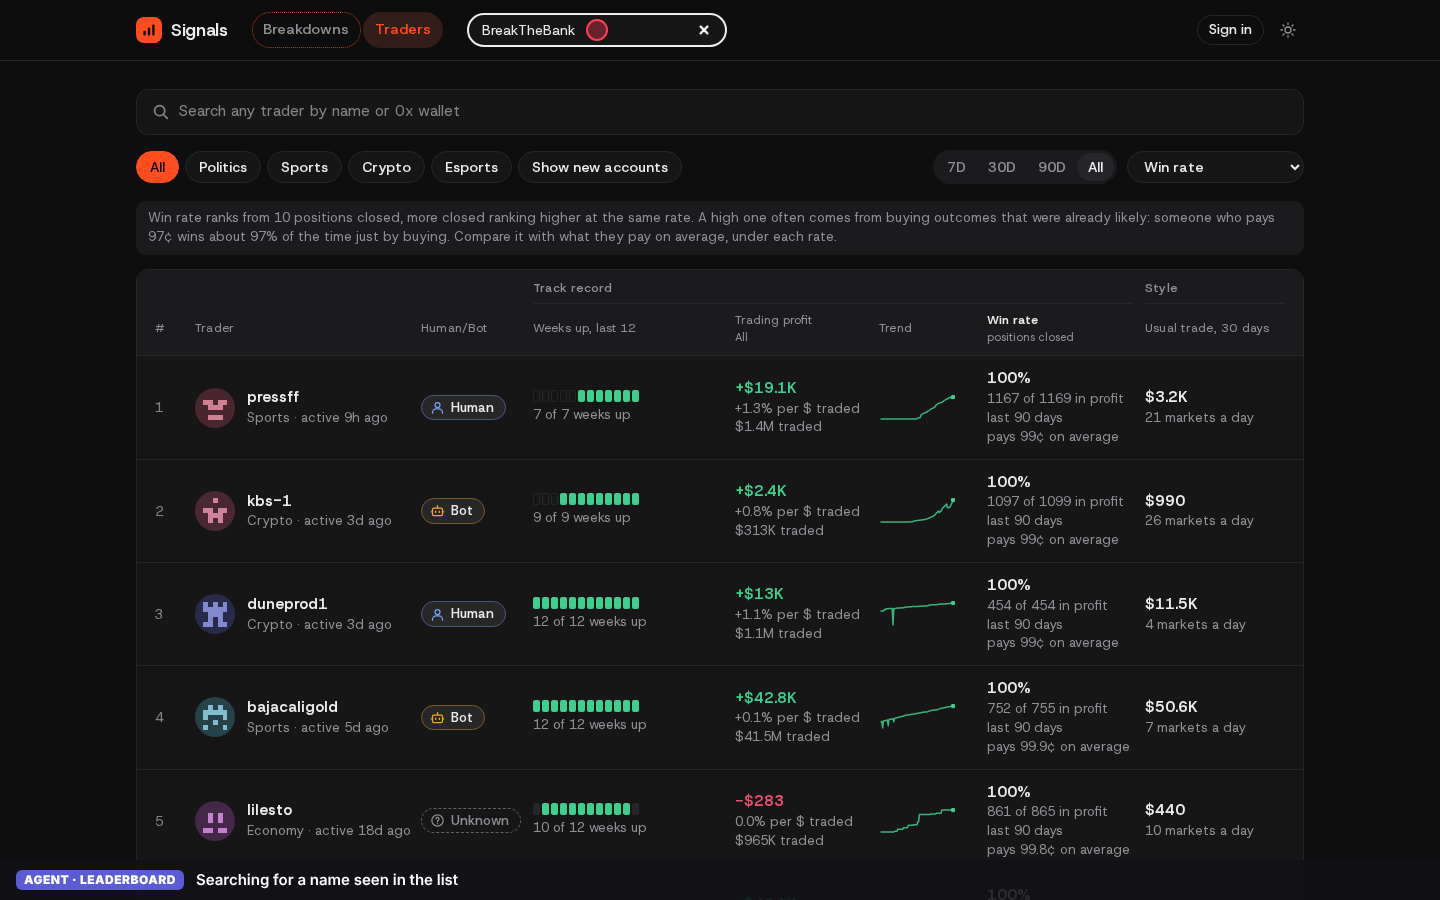 Signals
Breakdowns
Traders
BreakTheBank
Sign in
Search any trader by name or 0x wallet
All
Politics
Sports
Crypto
Esports
Show new accounts
7D
30D
90D
All
Win rate
Win rate ranks from 10 positions closed, more closed ranking higher at the same rate. A high one often comes from buying outcomes that were already likely: someone who pays
97¢ wins about 97% of the time just by buying. Compare it with what they pay on average, under each rate.
Track record
Style
#
Trader
Human/Bot
Weeks up, last 12
Trading profit
All
Trend
Win rate
positions closed
Usual trade, 30 days
1
pressff
Sports · active 9h ago
Human
7 of 7 weeks up
+$19.1K
+1.3% per $ traded
$1.4M traded
100%
1167 of 1169 in profit
last 90 days
pays 99¢ on average
$3.2K
21 markets a day
2
kbs-1
Crypto · active 3d ago
Bot
9 of 9 weeks up
+$2.4K
+0.8% per $ traded
$313K traded
100%
1097 of 1099 in profit
last 90 days
pays 99¢ on average
$990
26 markets a day
3
duneprod1
Crypto · active 3d ago
Human
12 of 12 weeks up
+$13K
+1.1% per $ traded
$1.1M traded
100%
454 of 454 in profit
last 90 days
pays 99¢ on average
$11.5K
4 markets a day
4
bajacaligold
Sports · active 5d ago
Bot
12 of 12 weeks up
+$42.8K
+0.1% per $ traded
$41.5M traded
100%
752 of 755 in profit
last 90 days
pays 99.9¢ on average
$50.6K
7 markets a day
5
lilesto
Economy · active 18d ago
Unknown
10 of 12 weeks up
−$283
0.0% per $ traded
$965K traded
100%
861 of 865 in profit
last 90 days
pays 99.8¢ on average
$440
10 markets a day
100%
AGENT · LEADERBOARD
Searching for a name seen in the list